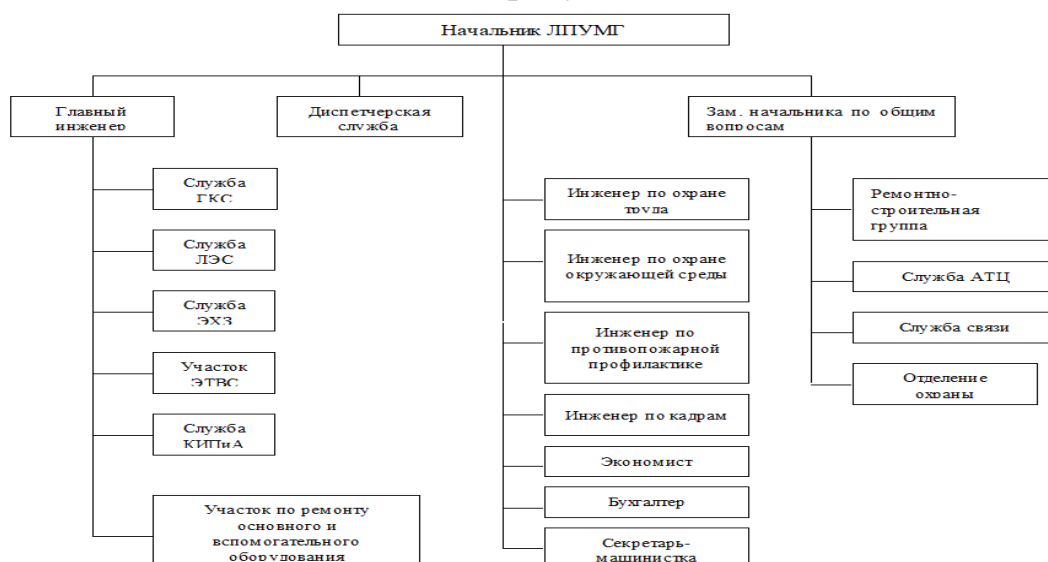 Начальник ЛПУМГ
Главный
инженер
Диспетчерская
служба
Зам. начальника по общим
вопросам
Служба
ГКС
Служба
ЛЭС
Служба
ЭХЗ
Участок
ЭТВС
Служба
КИПиА
Участок по ремонту
основного и
вспомогательного
оборудования
Инженер по охране
труда
Инженер по охране
окружающей среды
Инженер по
противопожарной
профилактике
Инженер по кадрам
Экономист
Бухгалтер
Секретарь-
машинистка
Ремонтно-
строительная
группа
Служба АТЦ
Служба связи
Отделение
охраны